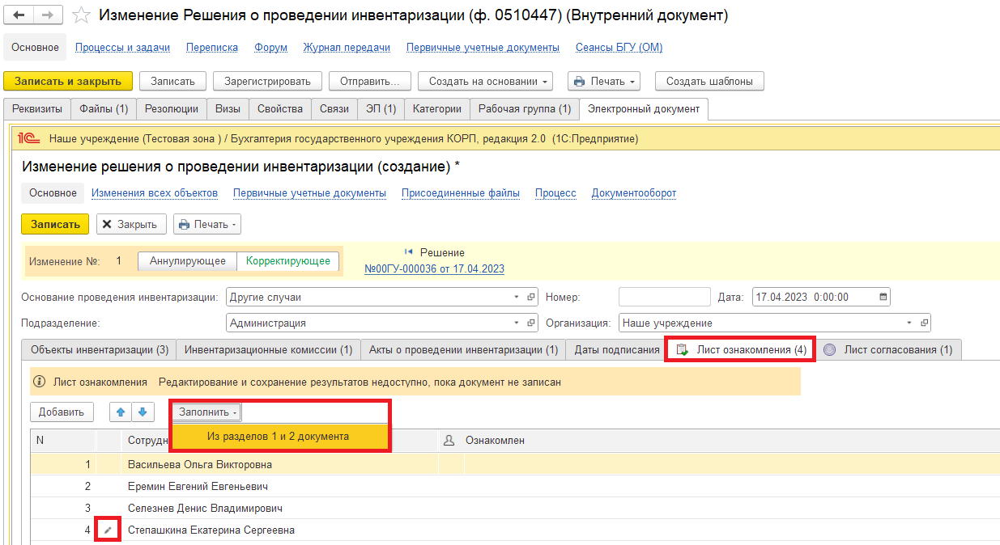 Изменение Решения о проведении инвентаризации (ф. 0510447) (Внутренний документ)
Основное Процессы и задачи Переписка Форум Журнал передачи Первичные учетные документы Сеансы БГУ (ОМ)
Записать и закрыть Записать Зарегистрировать Отправить... Создать на основании Печать Создать шаблоны
Реквизиты Файлы (1) Резолюции Визы Свойства Связи ЭП (1) Категории Рабочая группа (1) Электронный документ
1С Наше учреждение (Тестовая зона ) / Бухгалтерия государственного учреждения КОРП, редакция 2.0 (1С:Предприятие)
Изменение решения о проведении инвентаризации (создание) *
Основное Изменения всех объектов Первичные учетные документы Присоединенные файлы Процесс Документооборот
Записать Закрыть Печать
Решение
Изменение №: 1 Аннулирующее Корректирующее
№00ГУ-000036 от 17.04.2023
Основание проведения инвентаризации: Другие случаи Номер: Дата: 17.04.2023 0:00:00
Подразделение: Администрация Организация: Наше учреждение
Объекты инвентаризации (3) Инвентаризационные комиссии (1) Акты о проведении инвентаризации (1) Даты подписания Лист ознакомления (4) Лист согласования (1)
Лист ознакомления Редактирование и сохранение результатов недоступно, пока документ не записан
Добавить Заполнить
Из разделов 1 и 2 документа
N Сотрудн Ознакомлен
1 Васильева Ольга Викторовна
2 Еремин Евгений Евгеньевич
3 Селезнев Денис Владимирович
4 Степашкина Екатерина Сергеевна